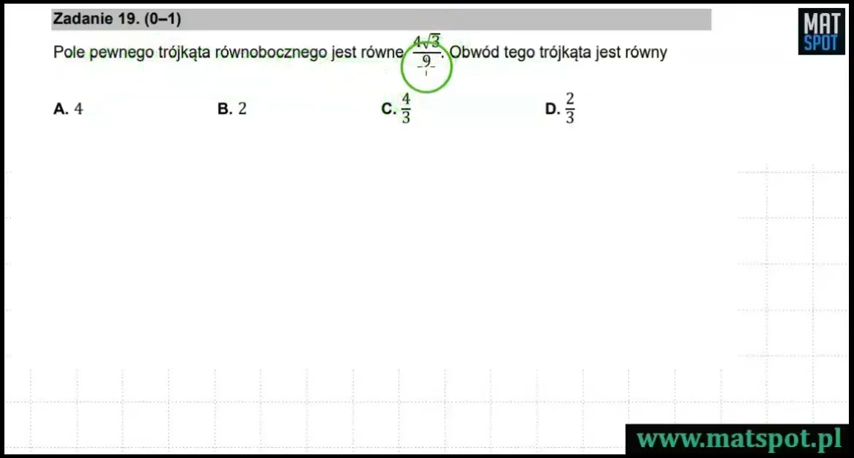 Zadanie 19. (0–1)
MAT
SPOT
Pole pewnego trójkąta równobocznego jest równe 4√3/9. Obwód tego trójkąta jest równy
A. 4 B. 2 C. 4/3 D. 2/3
www.matspot.pl